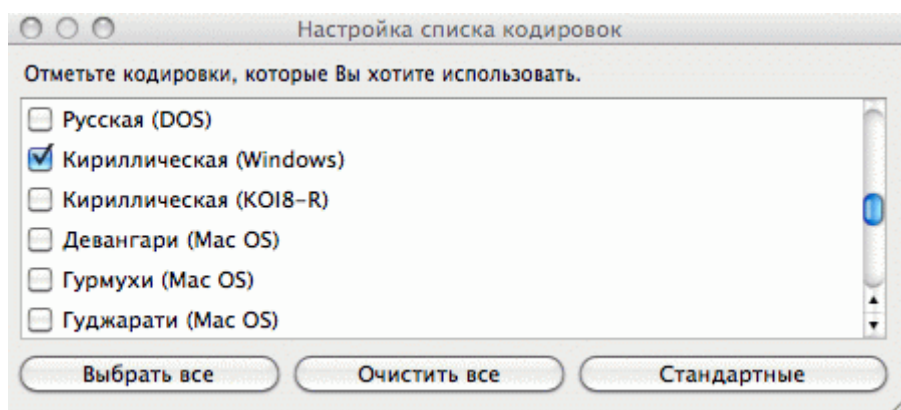 Настройка списка кодировок
Отметьте кодировки, которые Вы хотите использовать.
Русская (DOS)
Кириллическая (Windows)
Кириллическая (KOI8-R)
Девангари (Mac OS)
Гурмухи (Mac OS)
Гуджарати (Mac OS)
Выбрать все Очистить все Стандартные